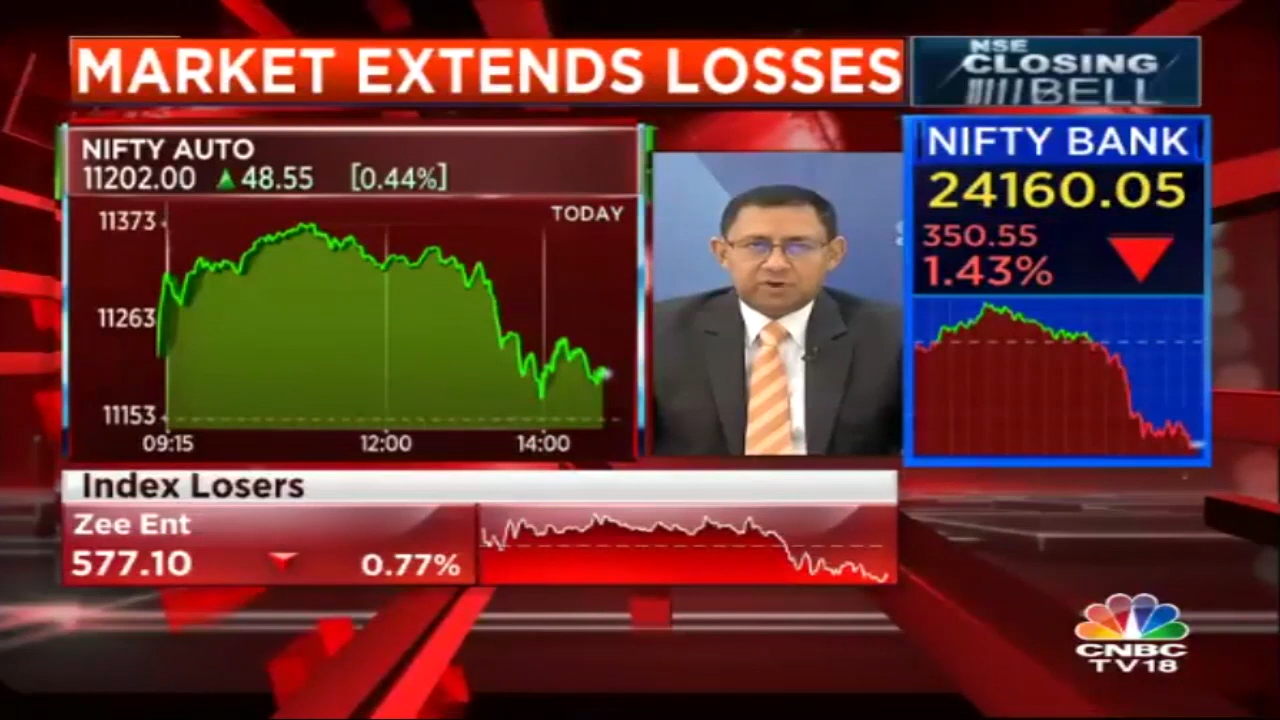 MARKET EXTENDS LOSSES
NSE
CLOSING
BELL
NIFTY AUTO
11202.00 ▲ 48.55 [0.44%]
TODAY
11373
11263
11153
09:15 12:00 14:00
NIFTY BANK
24160.05
350.55
1.43%
Index Losers
Zee Ent
577.10 ▼ 0.77%
CNBC
TV18